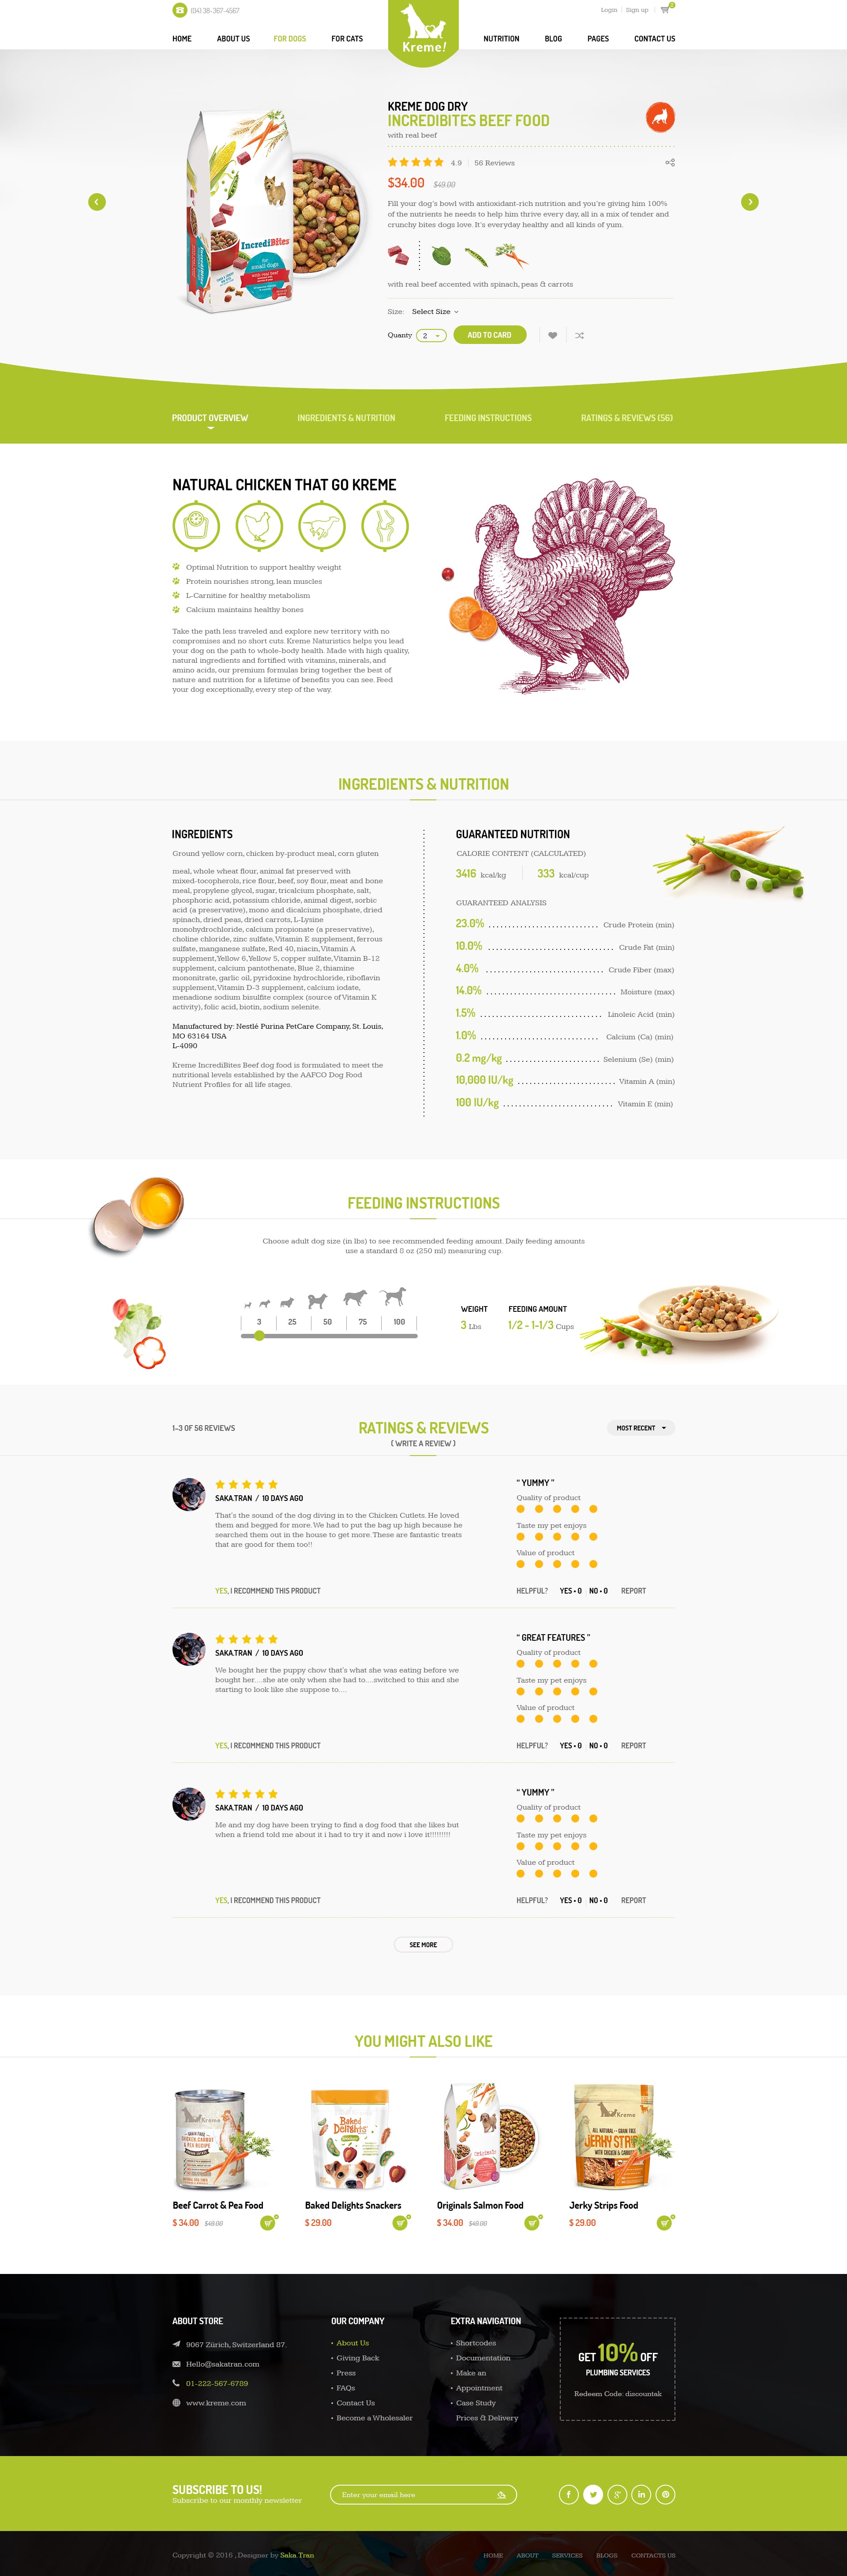 (04) 38-367-4567
Login
Sign up
2
HOME
ABOUT US
FOR DOGS
FOR CATS
Kreme!
NUTRITION
BLOG
PAGES
CONTACT US
KREME DOG DRY
INCREDIBITES BEEF FOOD
with real beef
4.9
56 Reviews
$34.00 $49.00
Fill your dog's bowl with antioxidant-rich nutrition and you're giving him 100%
of the nutrients he needs to help him thrive every day, all in a mix of tender and
crunchy bites dogs love. It's everyday healthy and all kinds of yum.
IncrediBites
for
small dogs
with real beef
with real beef accented with spinach, peas & carrots
Size: Select Size
Quanty 2
ADD TO CARD
PRODUCT OVERVIEW
INGREDIENTS & NUTRITION
FEEDING INSTRUCTIONS
RATINGS & REVIEWS (56)
NATURAL CHICKEN THAT GO KREME
Optimal Nutrition to support healthy weight
Protein nourishes strong, lean muscles
L-Carnitine for healthy metabolism
Calcium maintains healthy bones
Take the path less traveled and explore new territory with no
compromises and no short cuts. Kreme Naturistics helps you lead
your dog on the path to whole-body health. Made with high quality,
natural ingredients and fortified with vitamins, minerals, and
amino acids, our premium formulas bring together the best of
nature and nutrition for a lifetime of benefits you can see. Feed
your dog exceptionally, every step of the way.
INGREDIENTS & NUTRITION
INGREDIENTS
Ground yellow corn, chicken by-product meal, corn gluten
meal, whole wheat flour, animal fat preserved with
mixed-tocopherols, rice flour, beef, soy flour, meat and bone
meal, propylene glycol, sugar, tricalcium phosphate, salt,
phosphoric acid, potassium chloride, animal digest, sorbic
acid (a preservative), mono and dicalcium phosphate, dried
spinach, dried peas, dried carrots, L-Lysine
monohydrochloride, calcium propionate (a preservative),
choline chloride, zinc sulfate, Vitamin E supplement, ferrous
sulfate, manganese sulfate, Red 40, niacin, Vitamin A
supplement, Yellow 6, Yellow 5, copper sulfate, Vitamin B-12
supplement, calcium pantothenate, Blue 2, thiamine
mononitrate, garlic oil, pyridoxine hydrochloride, riboflavin
supplement, Vitamin D-3 supplement, calcium iodate,
menadione sodium bisulfite complex (source of Vitamin K
activity), folic acid, biotin, sodium selenite.
Manufactured by: Nestlé Purina PetCare Company, St. Louis,
MO 63164 USA
L-4090
Kreme IncrediBites Beef dog food is formulated to meet the
nutritional levels established by the AAFCO Dog Food
Nutrient Profiles for all life stages.
GUARANTEED NUTRITION
CALORIE CONTENT (CALCULATED)
3416 kcal/kg
333 kcal/cup
GUARANTEED ANALYSIS
23.0% Crude Protein (min)
10.0% Crude Fat (min)
4.0% Crude Fiber (max)
14.0% Moisture (max)
1.5% Linoleic Acid (min)
1.0% Calcium (Ca) (min)
0.2 mg/kg Selenium (Se) (min)
10,000 IU/kg Vitamin A (min)
100 IU/kg Vitamin E (min)
FEEDING INSTRUCTIONS
Choose adult dog size (in lbs) to see recommended feeding amount. Daily feeding amounts
use a standard 8 oz (250 ml) measuring cup.
3 25 50 75 100
WEIGHT
3 Lbs
FEEDING AMOUNT
1/2 - 1-1/3 Cups
1-3 OF 56 REVIEWS
RATINGS & REVIEWS
( WRITE A REVIEW )
MOST RECENT
SAKA.TRAN / 10 DAYS AGO
That's the sound of the dog diving in to the Chicken Cutlets. He loved
them and begged for more. We had to put the bag up high because he
searched them out in the house to get more. These are fantastic treats
that are good for them too!!
YES, I RECOMMEND THIS PRODUCT
“ YUMMY ”
Quality of product
Taste my pet enjoys
Value of product
HELPFUL? YES • 0 NO • 0 REPORT
SAKA.TRAN / 10 DAYS AGO
We bought her the puppy chow that's what she was eating before we
bought her....she ate only when she had to....switched to this and she
starting to look like she suppose to....
YES, I RECOMMEND THIS PRODUCT
“ GREAT FEATURES ”
Quality of product
Taste my pet enjoys
Value of product
HELPFUL? YES • 0 NO • 0 REPORT
SAKA.TRAN / 10 DAYS AGO
Me and my dog have been trying to find a dog food that she likes but
when a friend told me about it i had to try it and now i love it!!!!!!!!!
YES, I RECOMMEND THIS PRODUCT
“ YUMMY ”
Quality of product
Taste my pet enjoys
Value of product
HELPFUL? YES • 0 NO • 0 REPORT
SEE MORE
YOU MIGHT ALSO LIKE
Kreme
CHICKEN, CARROT
& PEA RECIPE
Baked
Delights
Kreme
ALL NATURAL - GRAIN FREE
JERKY STRIPS
WITH CHICKEN & CARROT
Beef Carrot & Pea Food
$ 34.00 $49.00
Baked Delights Snackers
$ 29.00
Originals Salmon Food
$ 34.00 $49.00
Jerky Strips Food
$ 29.00
ABOUT STORE
9067 Zürich, Switzerland 87.
Hello@sakatran.com
01-222-567-6789
www.kreme.com
OUR COMPANY
About Us
Giving Back
Press
FAQs
Contact Us
Become a Wholesaler
EXTRA NAVIGATION
Shortcodes
Documentation
Make an
Appointment
Case Study
Prices & Delivery
GET 10% OFF
PLUMBING SERVICES
Redeem Code: discountak
SUBSCRIBE TO US!
Subscribe to our monthly newsletter
Enter your email here
Copyright © 2016 , Designer by Saka.Tran
HOME
ABOUT
SERVICES
BLOGS
CONTACTS US